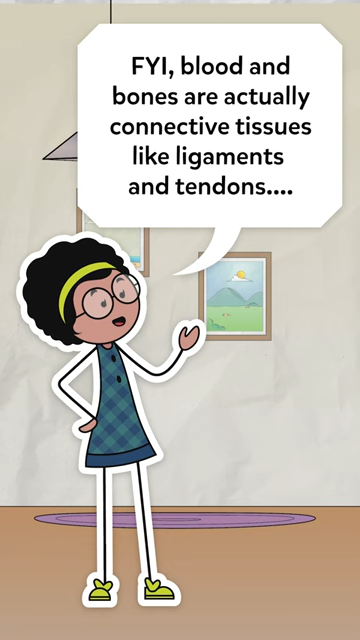 FYI, blood and
bones are actually
connective tissues
like ligaments
and tendons....